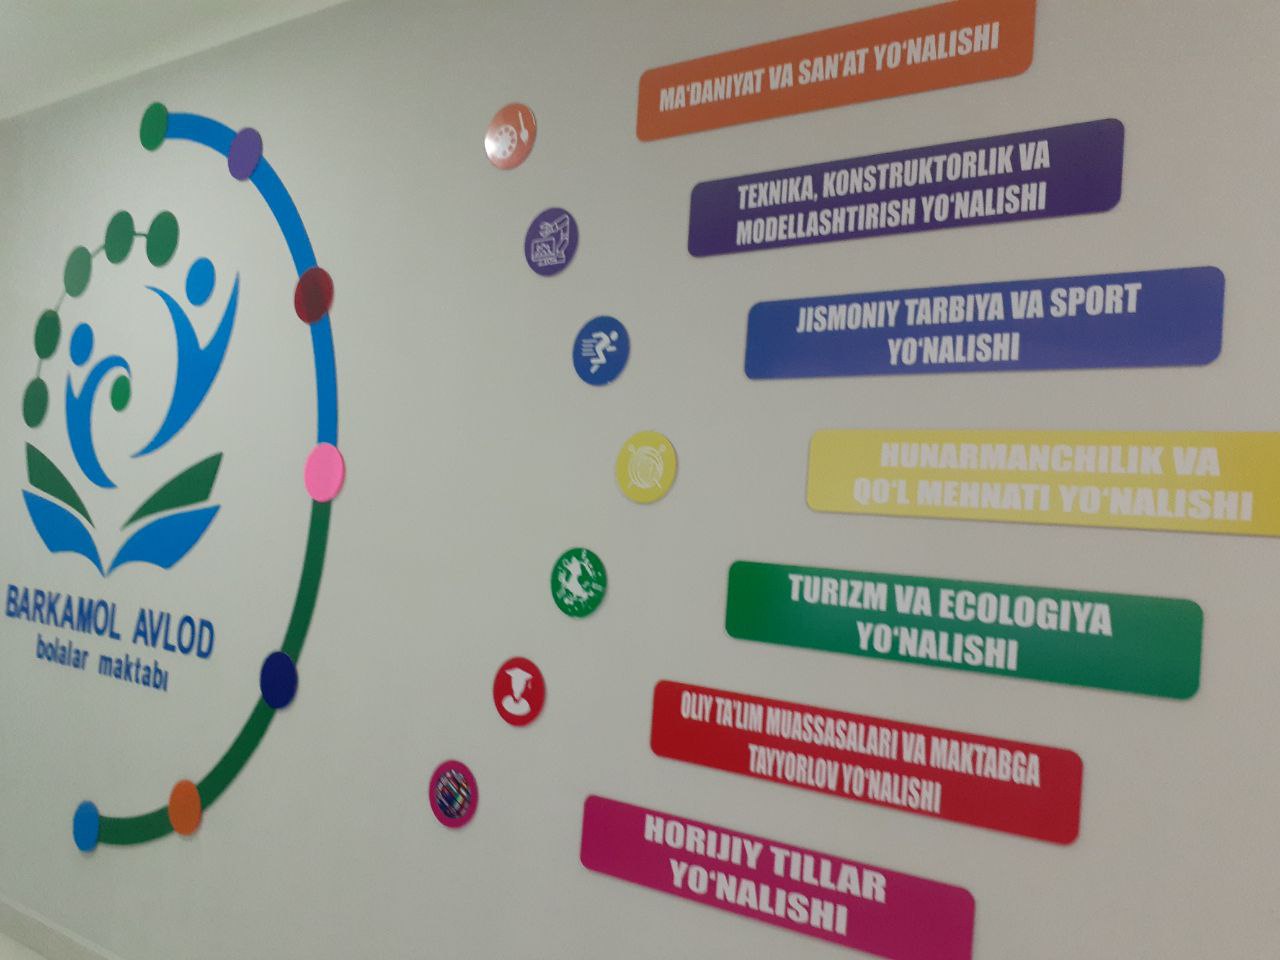 BARKAMOL AVLOD
bolalar maktabi
MA'DANIYAT VA SAN'AT YO‘NALISHI
TEXNIKA, KONSTRUKTORLIK VA
MODELLASHTIRISH YO‘NALISHI
JISMONIY TARBIYA VA SPORT
YO‘NALISHI
HUNARMANCHILIK VA
QO‘L MEHNATI YO‘NALISHI
TURIZM VA ECOLOGIYA
YO‘NALISHI
OLIY TA'LIM MUASSASALARI VA MAKTABGA
TAYYORLOV YO‘NALISHI
HORIJIY TILLAR
YO‘NALISHI